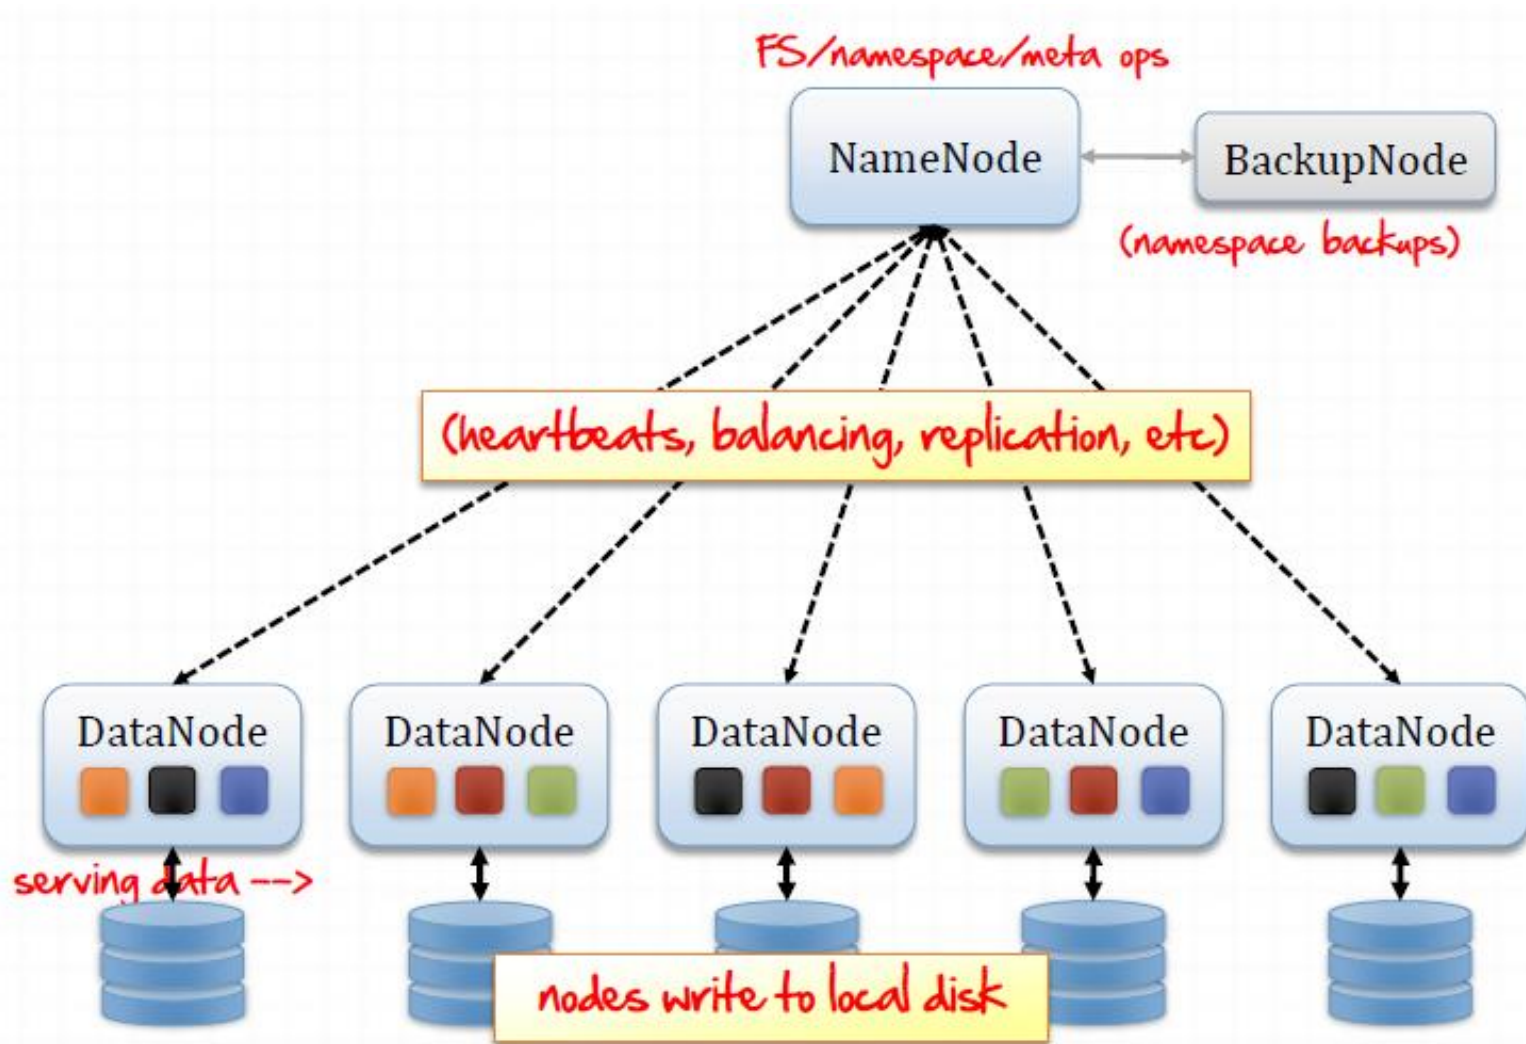 FS/namespace/meta ops
NameNode
BackupNode
(namespace backups)
(heartbeats, balancing, replication, etc)
DataNode
DataNode
DataNode
DataNode
DataNode
serving data -->
nodes write to local disk